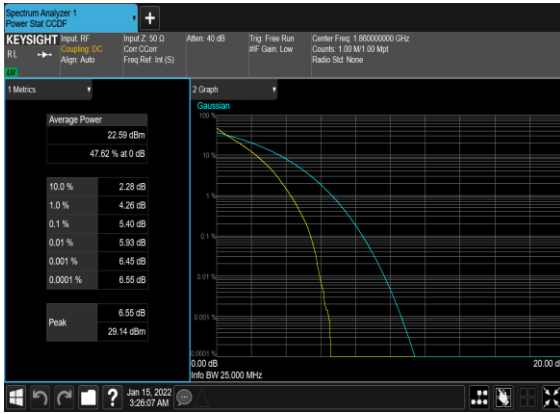 Spectrum Analyzer 1
Power Stat CCDF
KEYSIGHT
Input: RF
Input Z: 50 Ω
Atten: 40 dB
Trig: Free Run
Center Freq: 1.860000000 GHz
RL
Coupling: DC
Corr CCorr
#IF Gain: Low
Counts: 1.00 M/1.00 Mpt
Align: Auto
Freq Ref: Int (S)
Radio Std: None
1 Metrics
2 Graph
Average Power
22.59 dBm
47.62 % at 0 dB
10.0 % 2.28 dB
1.0 % 4.26 dB
0.1 % 5.40 dB
0.01 % 5.93 dB
0.001 % 6.45 dB
0.0001 % 6.55 dB
Peak
6.55 dB
29.14 dBm
Gaussian
100 %
10 %
1 %
0.1 %
0.01 %
0.001 %
0.0001 %
0.00 dB
20.00 d
Info BW 25.000 MHz
Jan 15, 2022
3:26:07 AM